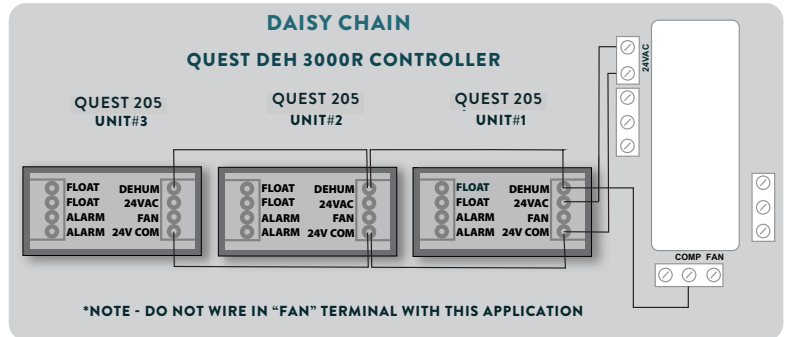 DAISY CHAIN
QUEST DEH 3000R CONTROLLER
QUEST 205
UNIT#3
QUEST 205
UNIT#2
QUEST 205
UNIT#1
24VAC
FLOAT DEHUM
FLOAT 24VAC
ALARM FAN
ALARM 24V COM
FLOAT DEHUM
FLOAT 24VAC
ALARM FAN
ALARM 24V COM
FLOAT DEHUM
FLOAT 24VAC
ALARM FAN
ALARM 24V COM
COMP FAN
*NOTE - DO NOT WIRE IN “FAN” TERMINAL WITH THIS APPLICATION